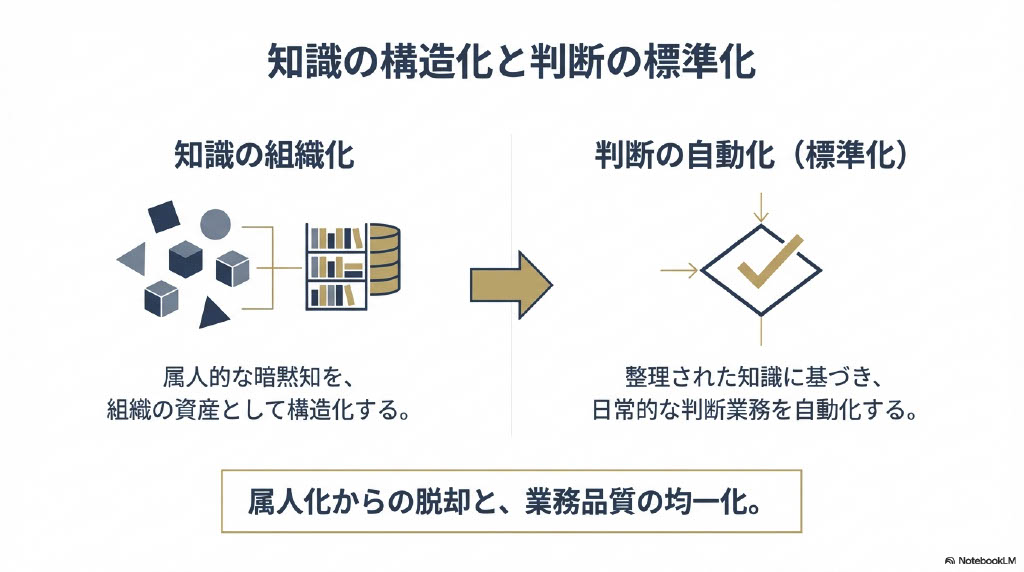 知識の構造化と判断の標準化
知識の組織化
属人的な暗黙知を、
組織の資産として構造化する。
判断の自動化（標準化）
整理された知識に基づき、
日常的な判断業務を自動化する。
属人化からの脱却と、業務品質の均一化。
NotebookLM